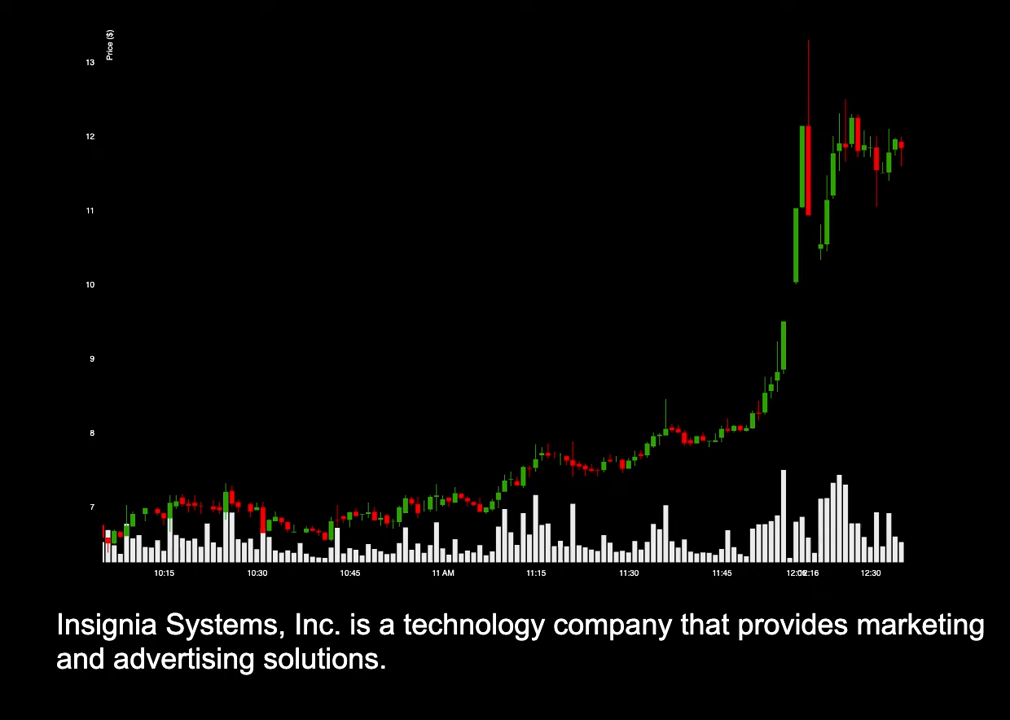 Price ($)
13
12
11
10
9
8
7
10:15 10:30 10:45 11 AM 11:15 11:30 11:45 12:16 12:30
Insignia Systems, Inc. is a technology company that provides marketing
and advertising solutions.